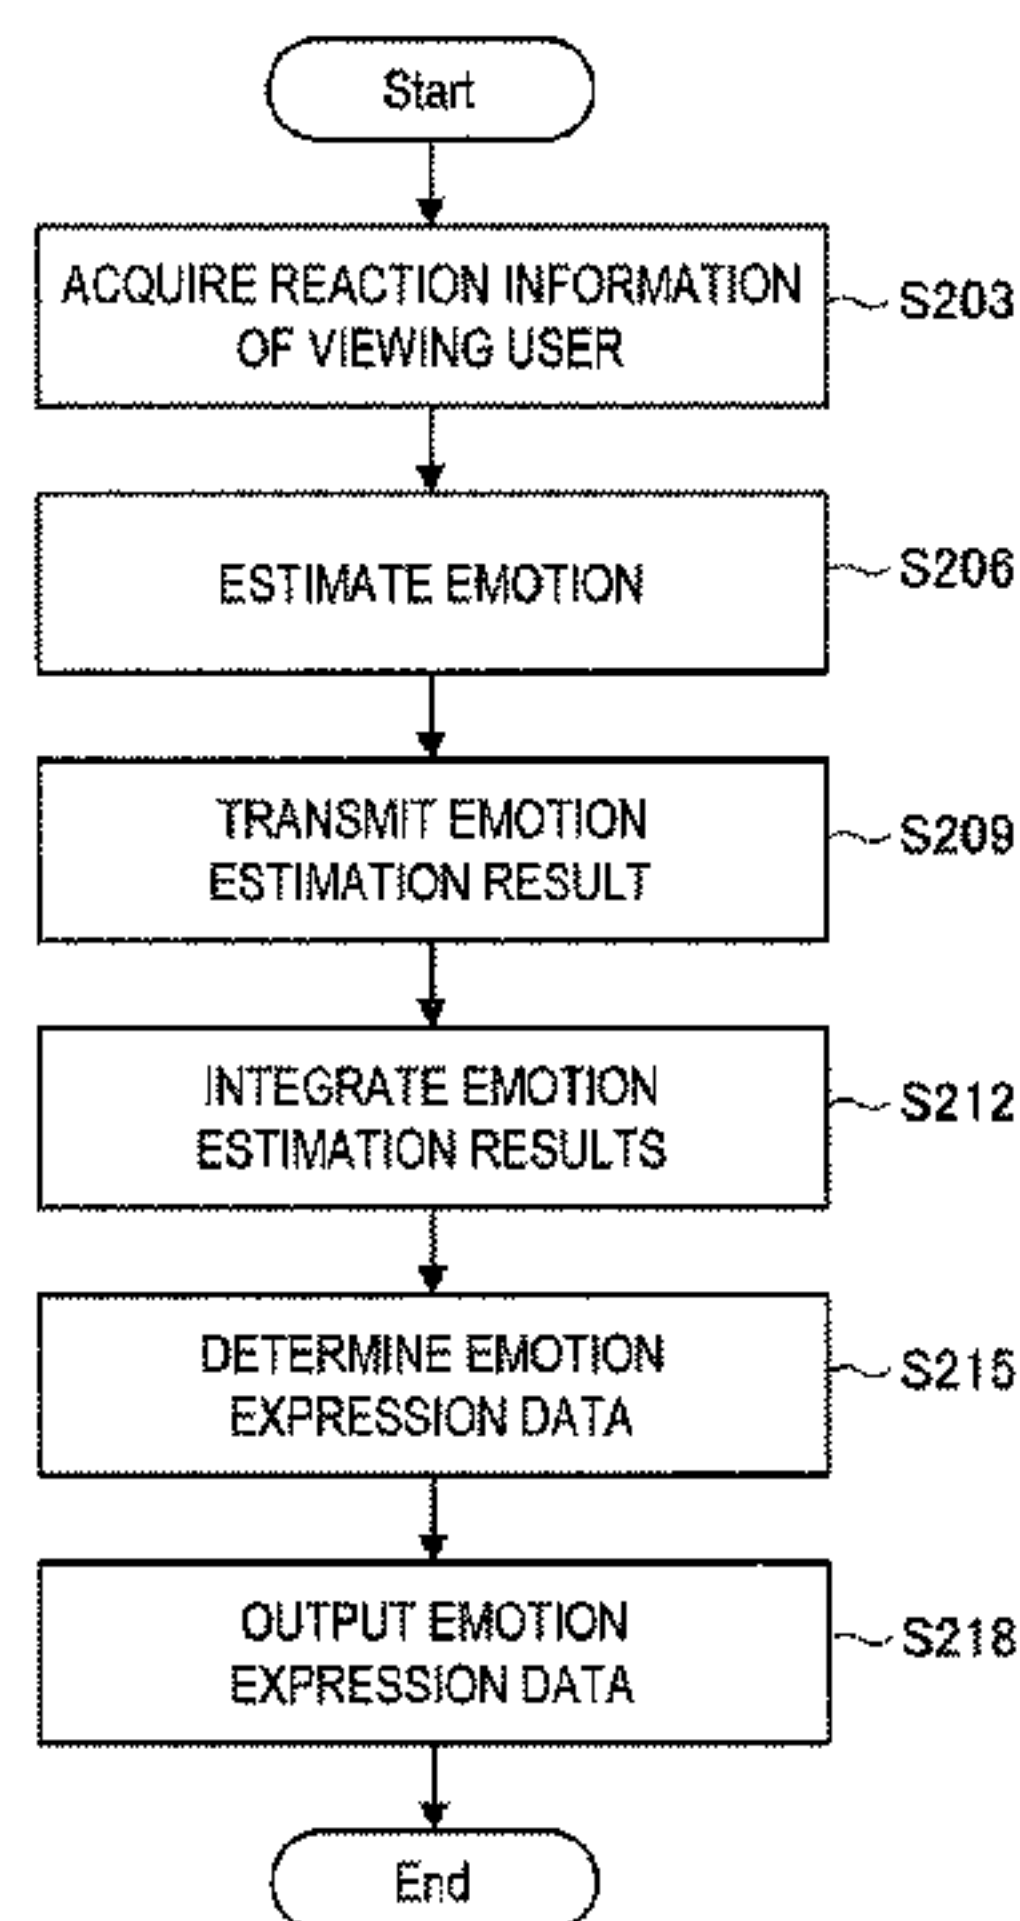 Start
ACQUIRE REACTION INFORMATION
OF VIEWING USER
S203
ESTIMATE EMOTION
S206
TRANSMIT EMOTION
ESTIMATION RESULT
S209
INTEGRATE EMOTION
ESTIMATION RESULTS
S212
DETERMINE EMOTION
EXPRESSION DATA
S215
OUTPUT EMOTION
EXPRESSION DATA
S218
End